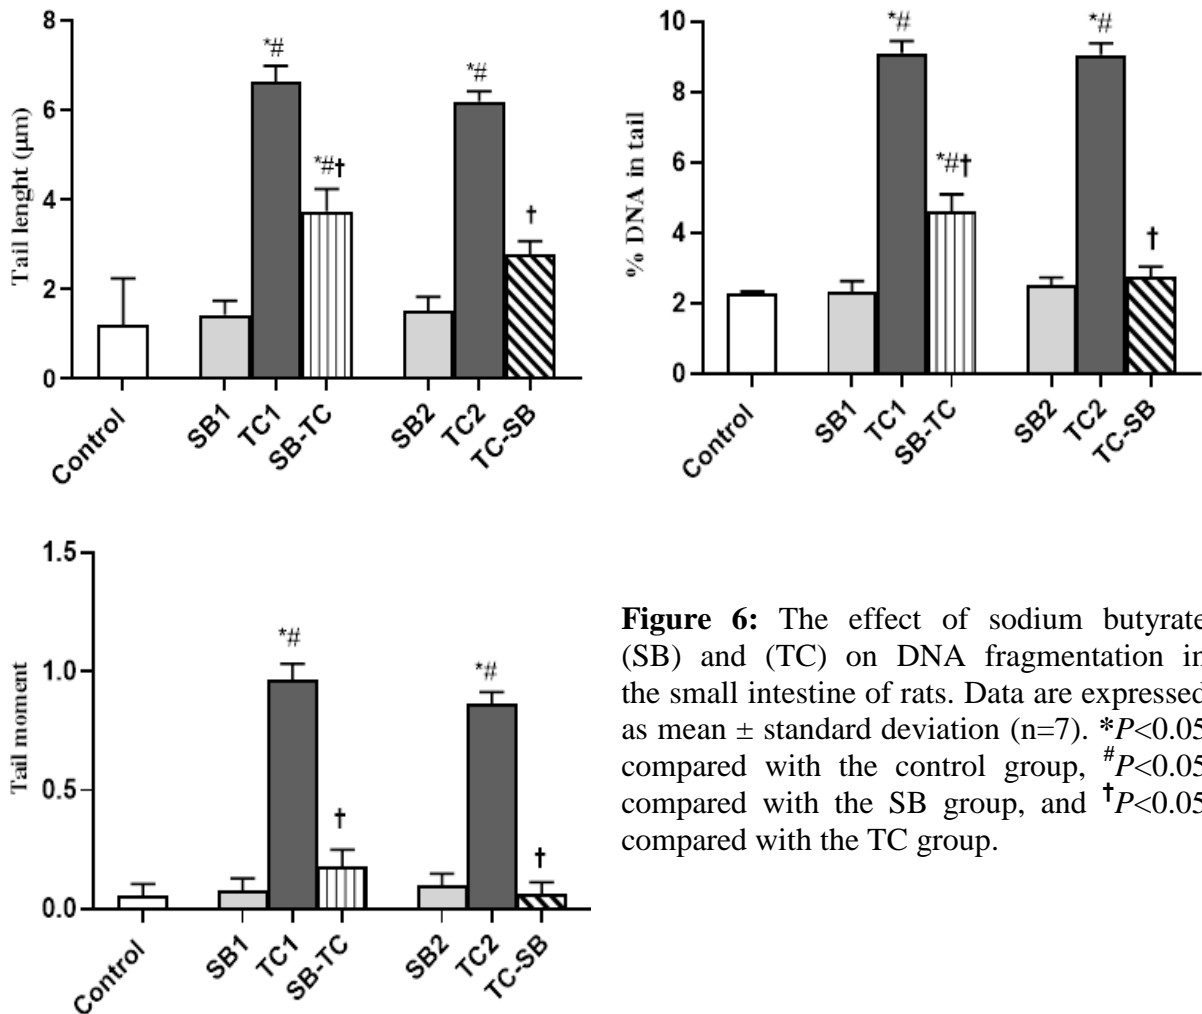 8
6
4
2
0
Tail lenght (µm)
*#
*#†
*#
†
Control
SB1
TC1
SB-TC
SB2
TC2
TC-SB
10
8
6
4
2
0
% DNA in tail
*#
*#†
*#
†
Control
SB1
TC1
SB-TC
SB2
TC2
TC-SB
1.5
1.0
0.5
0.0
Tail moment
*#
†
*#
†
Control
SB1
TC1
SB-TC
SB2
TC2
TC-SB
Figure 6: The effect of sodium butyrate
(SB) and (TC) on DNA fragmentation in
the small intestine of rats. Data are expressed
as mean ± standard deviation (n=7). *P<0.05
compared with the control group, #P<0.05
compared with the SB group, and †P<0.05
compared with the TC group.